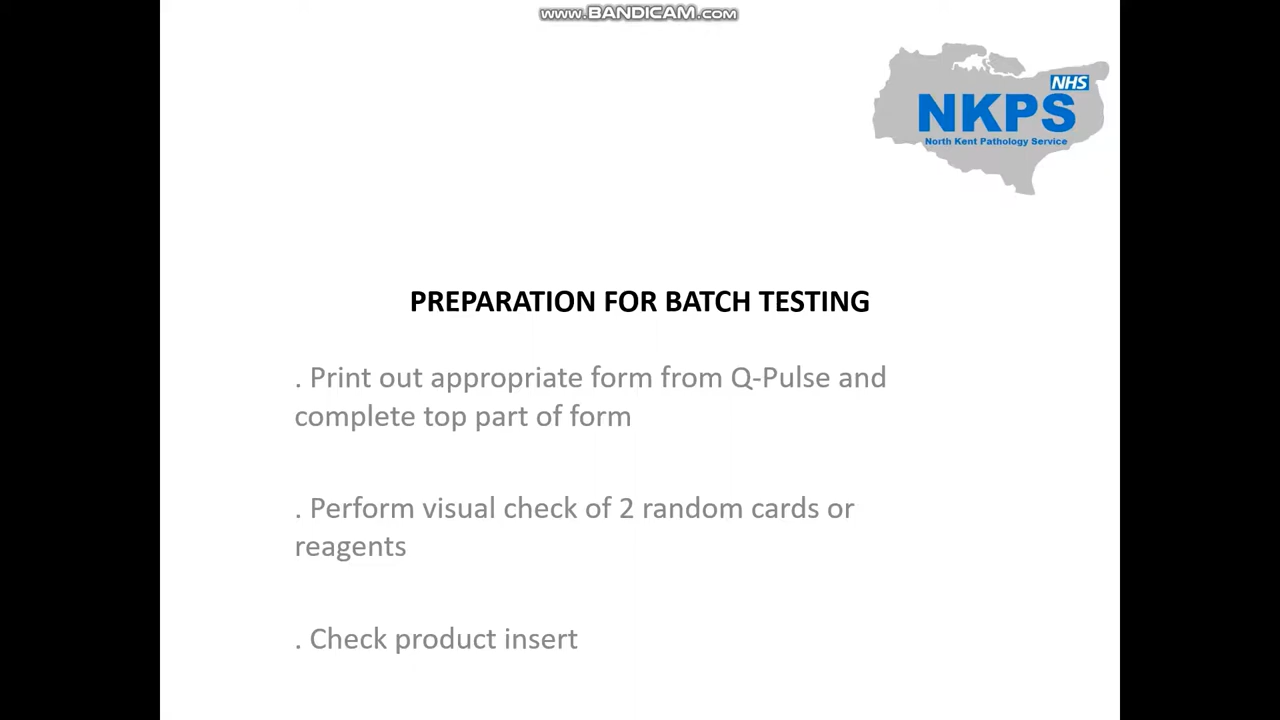 www.BANDICAM.com
NHS
NKPS
North Kent Pathology Service
PREPARATION FOR BATCH TESTING
. Print out appropriate form from Q-Pulse and
complete top part of form
. Perform visual check of 2 random cards or
reagents
. Check product insert